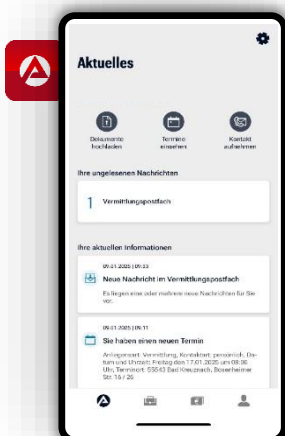 Aktuelles
Dokumente
hochladen
Termine
einsehen
Kontakt
aufnehmen
Ihre ungelesenen Nachrichten
1 Vermittlungspostfach
Ihre aktuellen Informationen
09.01.2025 | 09:23
Neue Nachricht im Vermittlungspostfach
Es liegen eine oder mehrere neue Nachrichten für Sie
vor.
09.01.2025 | 09:11
Sie haben einen neuen Termin
Anliegenart: Vermittlung, Kontaktart: persönlich, Da-
tum und Uhrzeit: Freitag den 17.01.2025 um 08:00
Uhr, Terminort: 55543 Bad Kreuznach, Bosenheimer
Str. 16 / 26